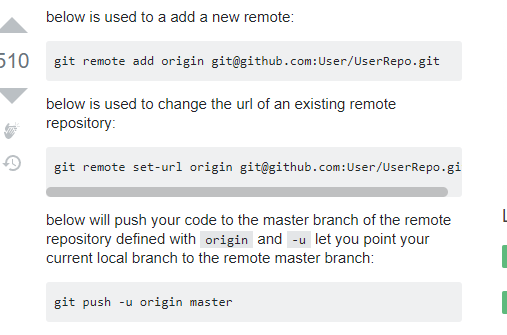 below is used to a add a new remote:
510
git remote add origin git@github.com:User/UserRepo.git
below is used to change the url of an existing remote
repository:
git remote set-url origin git@github.com:User/UserRepo.gi
below will push your code to the master branch of the remote
repository defined with origin and -u let you point your
current local branch to the remote master branch:
git push -u origin master